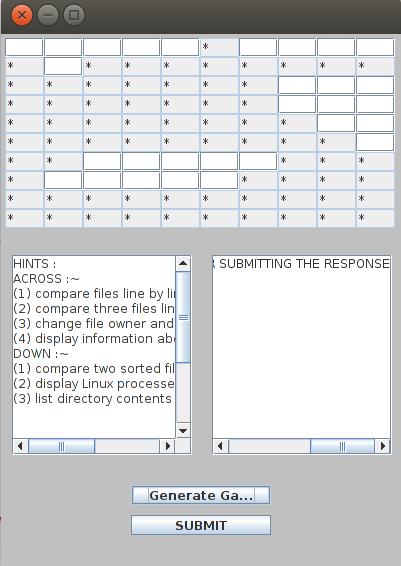 *
* * * * * * * * *
* * * * * * *
* * * * * * *
* * * * * * * *
* * * * * * * * *
* * * * *
* * * * *
* * * * * * * * * *
* * * * * * * * * *
HINTS :
ACROSS :~
(1) compare files line by lin
(2) compare three files lin
(3) change file owner and
(4) display information abo
DOWN :~
(1) compare two sorted fil
(2) display Linux processe
(3) list directory contents
R SUBMITTING THE RESPONSE
Generate Ga...
SUBMIT